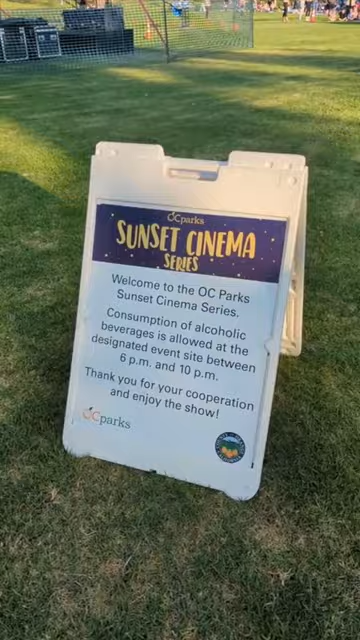 OCparks
SUNSET CINEMA
SERIES
Welcome to the OC Parks
Sunset Cinema Series.
Consumption of alcoholic
beverages is allowed at the
designated event site between
6 p.m. and 10 p.m.
Thank you for your cooperation
and enjoy the show!
OCparks